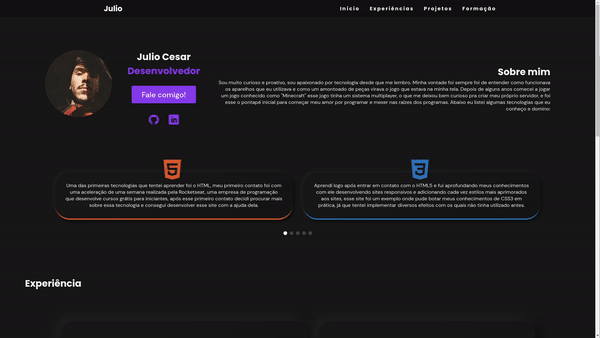 Julio
Início Experiências Projetos Formação
Julio Cesar
Desenvolvedor
Fale comigo!
Sobre mim
Sou muito curioso e proativo, sou apaixonado por tecnologia desde que me lembro. Minha vontade foi sempre foi de entender como funcionava
os aparelhos que eu utilizava e como um amontoado de peças virava o jogo que estava na minha tela. Depois de alguns anos comecei a jogar
um jogo conhecido como "Minecraft" esse jogo tinha um sistema multiplayer, o que me deixou bem curioso pra criar meu próprio servidor, e foi
esse o pontapé inicial para começar meu amor por programar e mexer nas raízes dos programas. Abaixo eu listei algumas tecnologias que eu
conheço e domino:
5
Uma das primeiras tecnologias que tentei aprender foi o HTML, meu primeiro contato foi com
uma aceleração de uma semana realizada pela Rocketseat, uma empresa de programação
que desenvolve cursos grátis para iniciantes, após esse primeiro contato decidi procurar mais
sobre essa tecnologia e consegui desenvolver esse site com a ajuda dela.
3
Aprendi logo após entrar em contato com o HTML5 e fui aprofundando meus conhecimentos
com ele desenvolvendo sites responsivos e adicionando cada vez estilos mais aprimorados
aos sites, esse site foi um exemplo onde pude botar meus conhecimentos de CSS3 em
prática, já que tentei implementar diversos efeitos com os quais não tinha utilizado antes.
Experiência